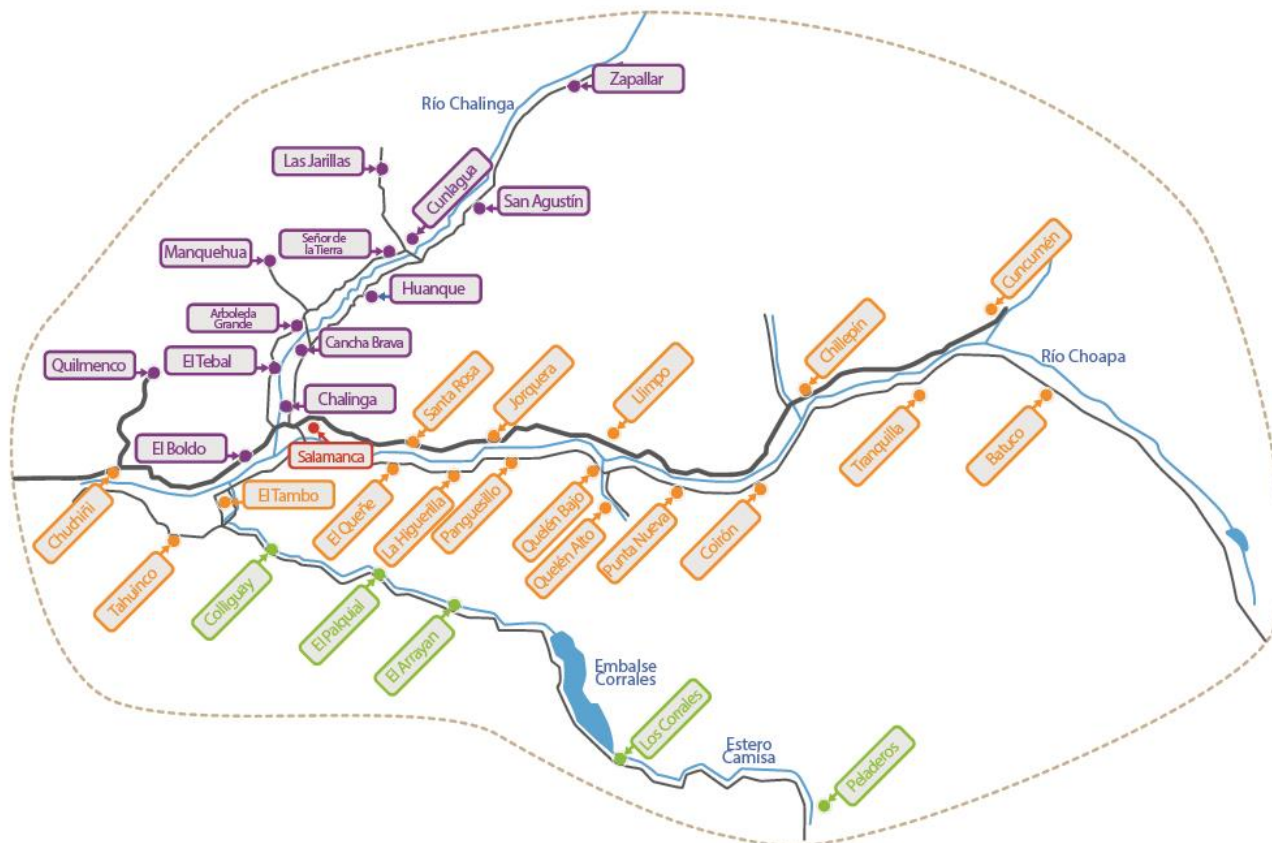 Zapallar
Río Chalinga
Las Jarillas
Cunlagua
San Agustín
Señor de
la Tierra
Manquehua
Huanque
Cuncumén
Arboleda
Grande
Cancha Brava
Chillepín
Río Choapa
Quilmenco
El Tebal
Santa Rosa
Jorquera
Llimpo
Chalinga
Tranquilla
Batuco
El Boldo
Salamanca
El Tambo
Chuchiñi
El Queñe
La Higuerilla
Panguesillo
Quelén Bajo
Quelén Alto
Punta Nueva
Coirón
Tahuinco
Colliguay
El Palquial
El Arrayan
Embalse
Corrales
Los Corrales
Estero
Camisa
Peladeros